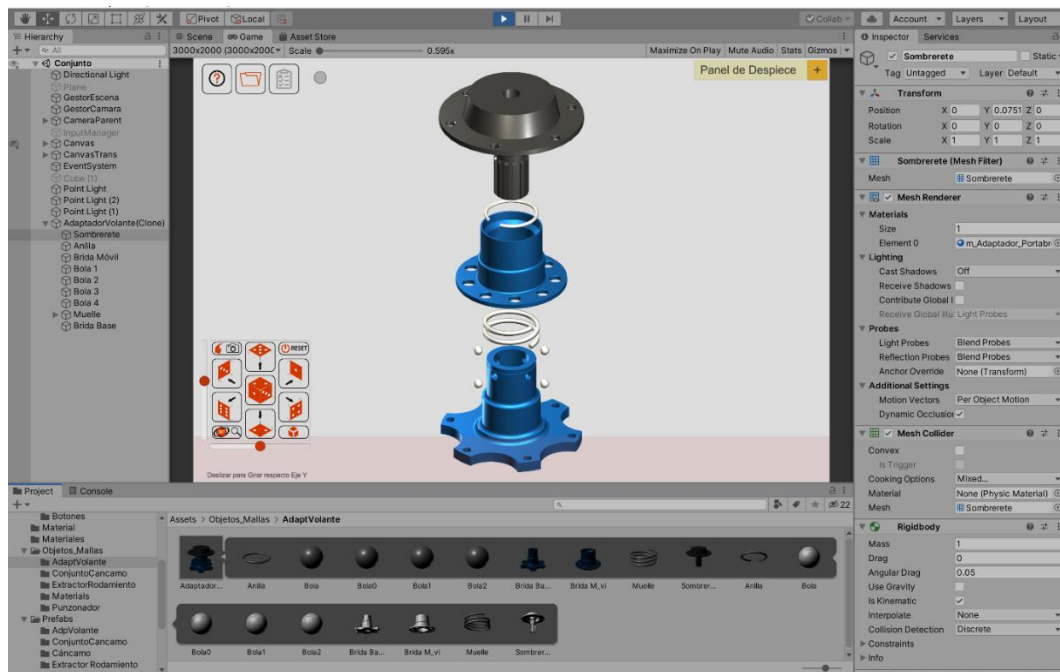 Pivot Local Collab Account Layers Layout
Hierarchy
All
Conjunto
Directional Light
Plane
GestorEscena
GestorCamara
CameraParent
InputManager
Canvas
CanvasTrans
EventSystem
Cube (1)
Point Light
Point Light (2)
Point Light (1)
AdaptadorVolante(Clone)
Sombrerete
Anilla
Brida Móvil
Bola 1
Bola 2
Bola 3
Bola 4
Muelle
Brida Base
Scene Game Asset Store
3000x2000 (3000x200C Scale 0.595x Maximize On Play Mute Audio Stats Gizmos
Panel de Despiece +
RESET
Deslizar para Girar respecto Eje Y
Inspector Services
Sombrerete Static
Tag Untagged Layer Default
Transform
Position X 0 Y 0.0751 Z 0
Rotation X 0 Y 0 Z 0
Scale X 1 Y 1 Z 1
Sombrerete (Mesh Filter)
Mesh Sombrerete
Mesh Renderer
Materials
Size 1
Element 0 m_Adaptador_Portabr
Lighting
Cast Shadows Off
Receive Shadows
Contribute Global I
Receive Global Illu Light Probes
Probes
Light Probes Blend Probes
Reflection Probes Blend Probes
Anchor Override None (Transform)
Additional Settings
Motion Vectors Per Object Motion
Dynamic Occlusion
Mesh Collider
Convex
Is Trigger
Cooking Options Mixed...
Material None (Physic Material)
Mesh Sombrerete
Rigidbody
Mass 1
Drag 0
Angular Drag 0.05
Use Gravity
Is Kinematic
Interpolate None
Collision Detection Discrete
Constraints
Info
Project Console
22
Botones
Material
Materiales
Objetos_Mallas
AdaptVolante
ConjuntoCancamo
ExtractorRodamiento
Materials
Punzonador
Prefabs
AdpVolante
ConjuntoCancamo
Cáncamo
Extractor Rodamiento
Assets > Objetos_Mallas > AdaptVolante
Adaptador... Anilla Bola Bola0 Bola1 Bola2 Brida Ba... Brida M_vi Muelle Sombrer... Anilla Bola
Bola0 Bola1 Bola2 Brida Ba... Brida M_vi Muelle Sombrer...